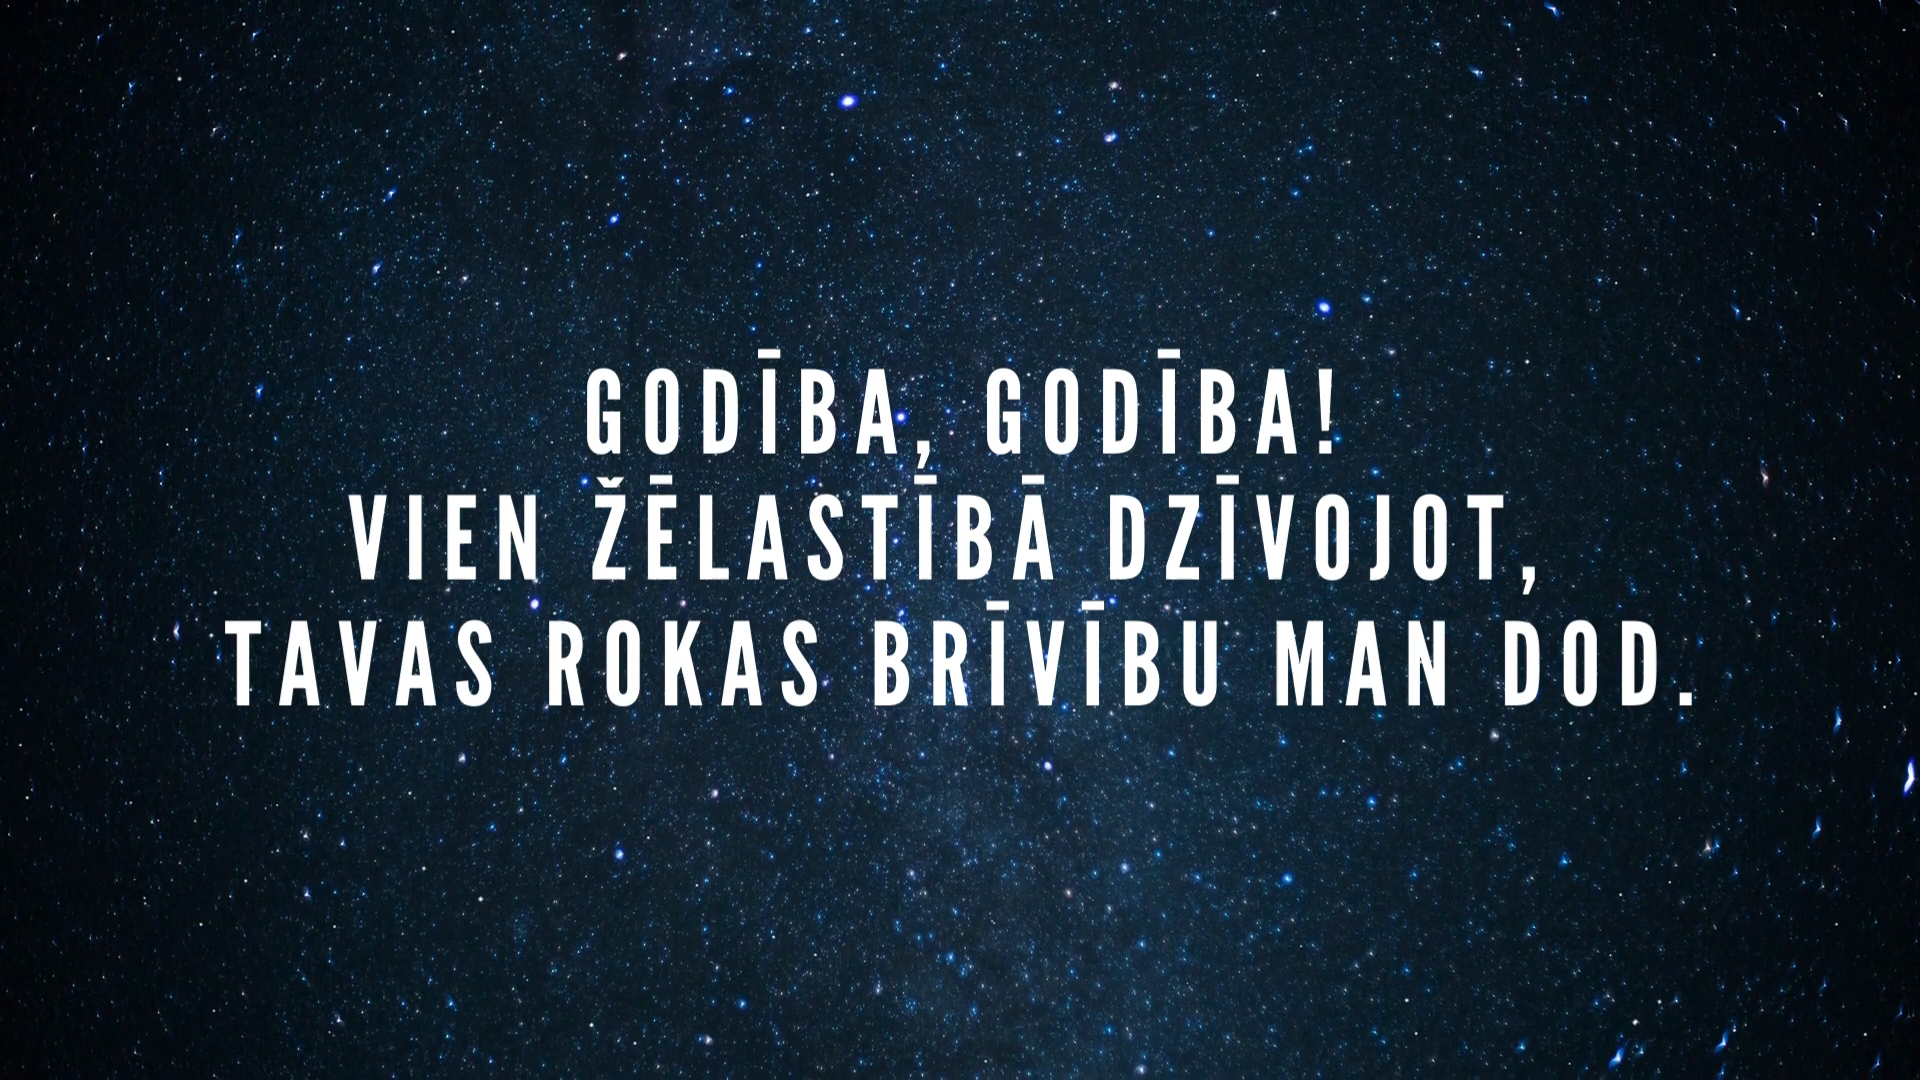 GODĪBA, GODĪBA!
VIEN ŽĒLASTĪBĀ DZĪVOJOT,
TAVAS ROKAS BRĪVĪBU MAN DOD.